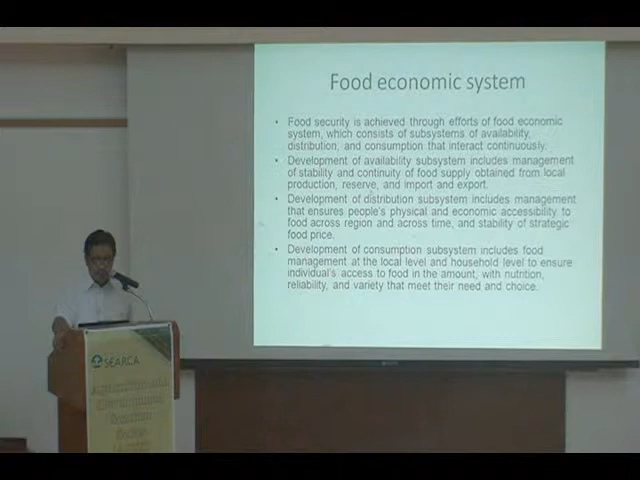 Food economic system
• Food security is achieved through efforts of food economic
system, which consists of subsystems of availability,
distribution, and consumption that interact continuously.
• Development of availability subsystem includes management
of stability and continuity of food supply obtained from local
production, reserve, and import and export.
• Development of distribution subsystem includes management
that ensures people's physical and economic accessibility to
food across region and across time, and stability of strategic
food price.
• Development of consumption subsystem includes food
management at the local level and household level to ensure
individual's access to food in the amount, with nutrition,
reliability, and variety that meet their need and choice.
SEARCA